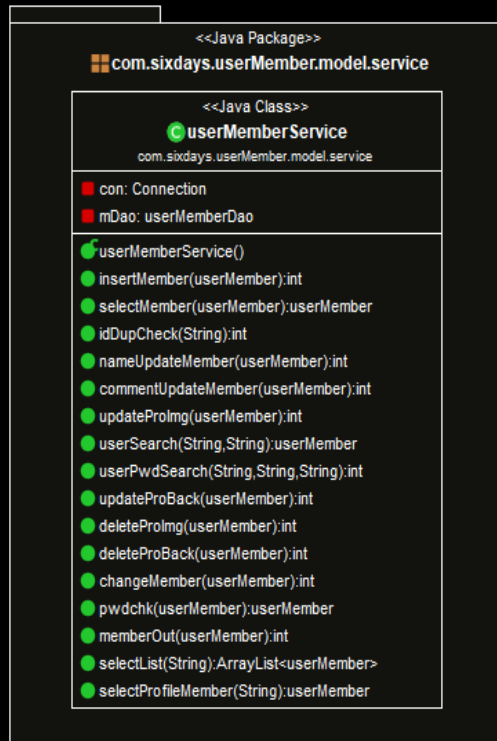 <<Java Package>>
com.sixdays.userMember.model.service
<<Java Class>>
C userMemberService
com.sixdays.userMember.model.service
con: Connection
mDao: userMemberDao
userMemberService()
insertMember(userMember):int
selectMember(userMember):userMember
idDupCheck(String):int
nameUpdateMember(userMember):int
commentUpdateMember(userMember):int
updateProImg(userMember):int
userSearch(String,String):userMember
userPwdSearch(String,String,String):int
updateProBack(userMember):int
deleteProImg(userMember):int
deleteProBack(userMember):int
changeMember(userMember):int
pwdchk(userMember):userMember
memberOut(userMember):int
selectList(String):ArrayList<userMember>
selectProfileMember(String):userMember